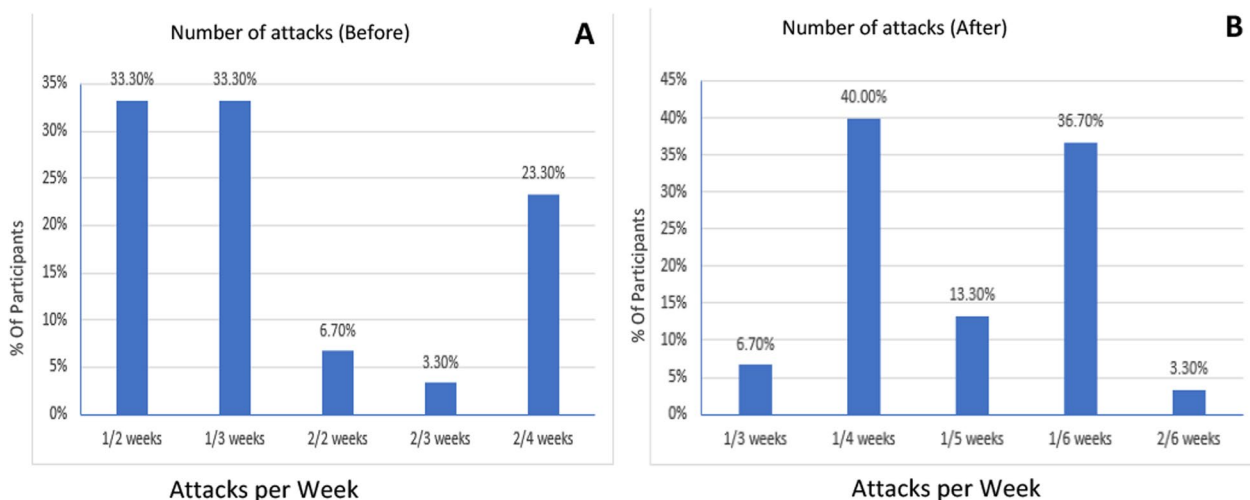 Number of attacks (Before)
A
35%
30%
25%
20%
15%
10%
5%
0%
% Of Participants
33.30%
33.30%
6.70%
3.30%
23.30%
1/2 weeks
1/3 weeks
2/2 weeks
2/3 weeks
2/4 weeks
Attacks per Week
Number of attacks (After)
B
45%
40%
35%
30%
25%
20%
15%
10%
5%
0%
% Of Participants
6.70%
40.00%
13.30%
36.70%
3.30%
1/3 weeks
1/4 weeks
1/5 weeks
1/6 weeks
2/6 weeks
Attacks per Week